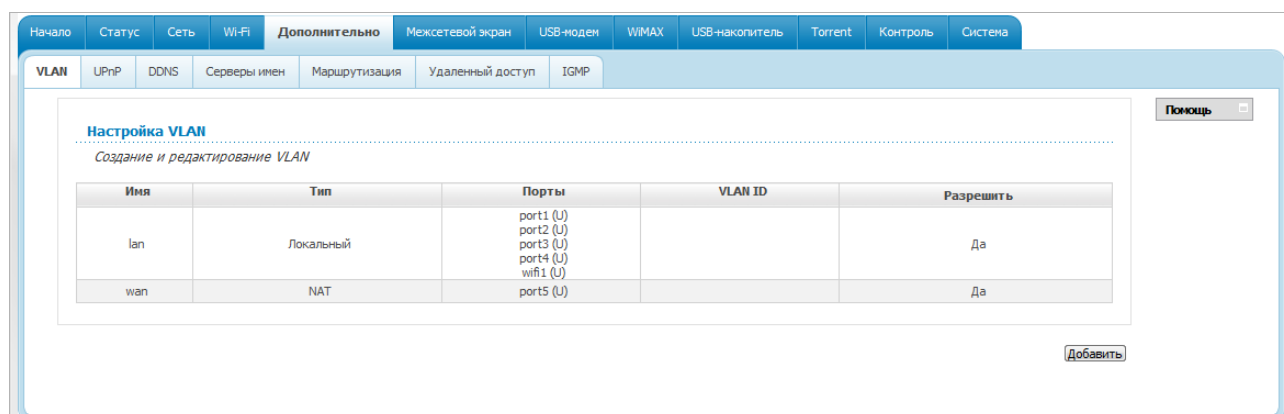 Начало Статус Сеть Wi-Fi Дополнительно Межсетевой экран USB-модем WiMAX USB-накопитель Torrent Контроль Система
VLAN UPnP DDNS Серверы имен Маршрутизация Удаленный доступ IGMP
Помощь
Настройка VLAN
Создание и редактирование VLAN
Имя Тип Порты VLAN ID Разрешить
port1 (U)
port2 (U)
lan Локальный port3 (U) Да
port4 (U)
wifi1 (U)
wan NAT port5 (U) Да
Добавить